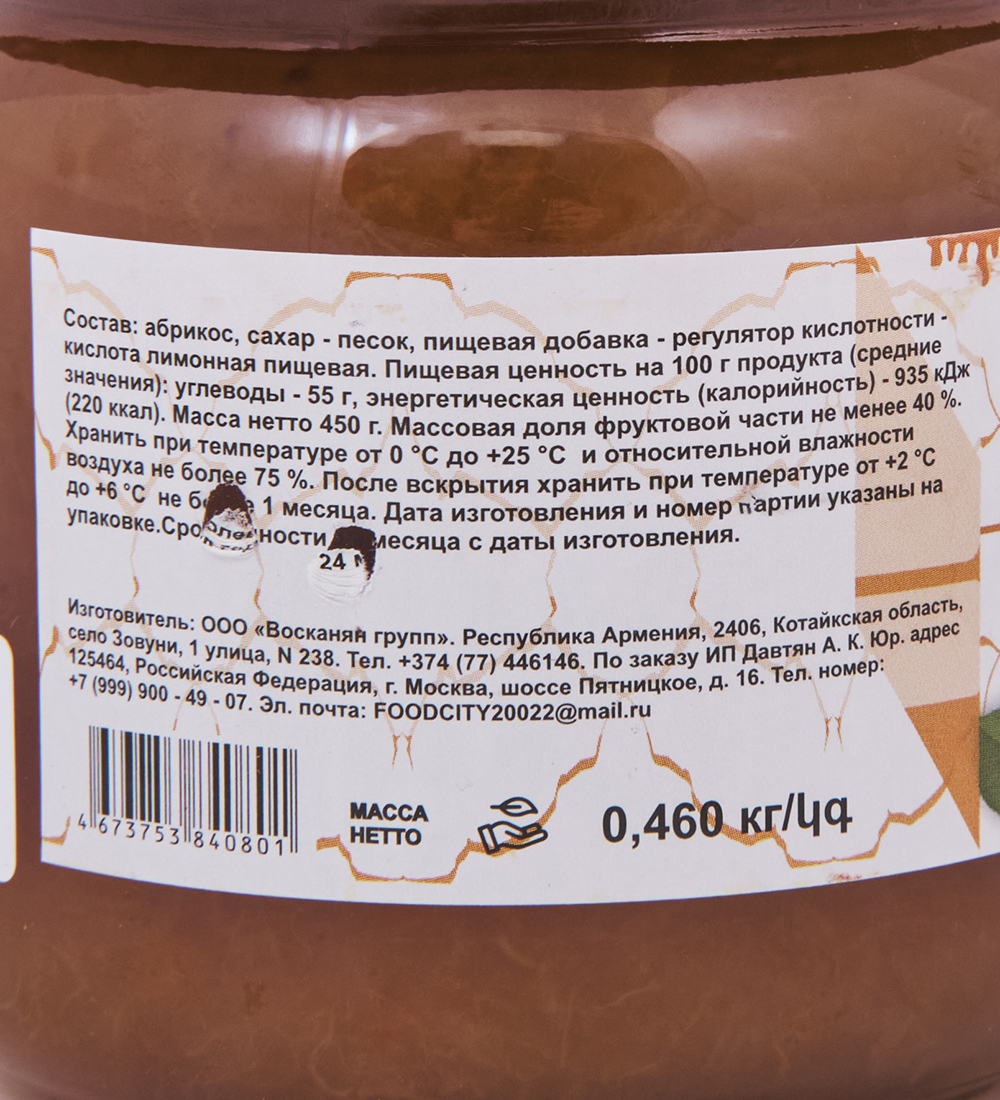 Состав: абрикос, сахар - песок, пищевая добавка - регулятор кислотности -
кислота лимонная пищевая. Пищевая ценность на 100 г продукта (средние
значения): углеводы - 55 г, энергетическая ценность (калорийность) - 935 кДж
(220 ккал). Масса нетто 450 г. Массовая доля фруктовой части не менее 40 %.
Хранить при температуре от 0 °С до +25 °С и относительной влажности
воздуха не более 75 %. После вскрытия хранить при температуре от +2 °С
до +6 °С не 1 месяца. Дата изготовления и номер партии указаны на
упаковке. месяца с даты изготовления.
24
Изготовитель: ООО «Восканян групп». Республика Армения, 2406, Котайкская область,
село Зовуни, 1 улица, N 238. Тел. +374 (77) 446146. По заказу ИП Давтян А. К. Юр. адрес
125464, Российская Федерация, г. Москва, шоссе Пятницкое, д. 16. Тел. номер:
+7 (999) 900 - 49 - 07. Эл. почта: FOODCITY20022@mail.ru
4 673753 840801
МАССА
НЕТТО
0,460 кг/կգ